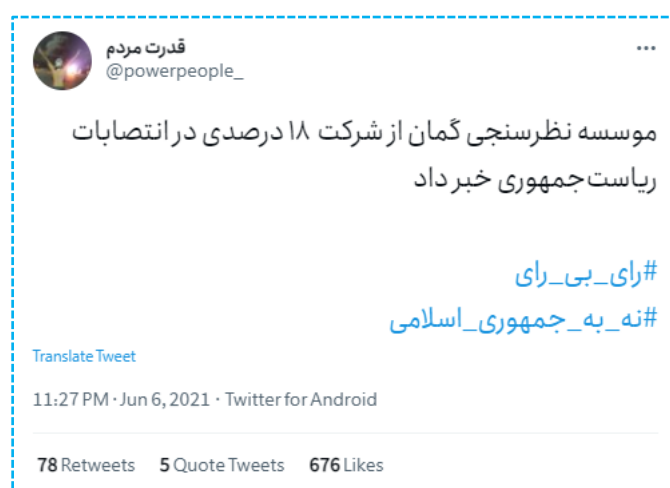 قدرت مردم
@powerpeople_
موسسه نظرسنجی گمان از شرکت ۱۸ درصدی در انتصابات
ریاست‌جمهوری خبر داد
#رای_بی_رای
#نه_به_جمهوری_اسلامی
Translate Tweet
11:27 PM · Jun 6, 2021 · Twitter for Android
78 Retweets 5 Quote Tweets 676 Likes